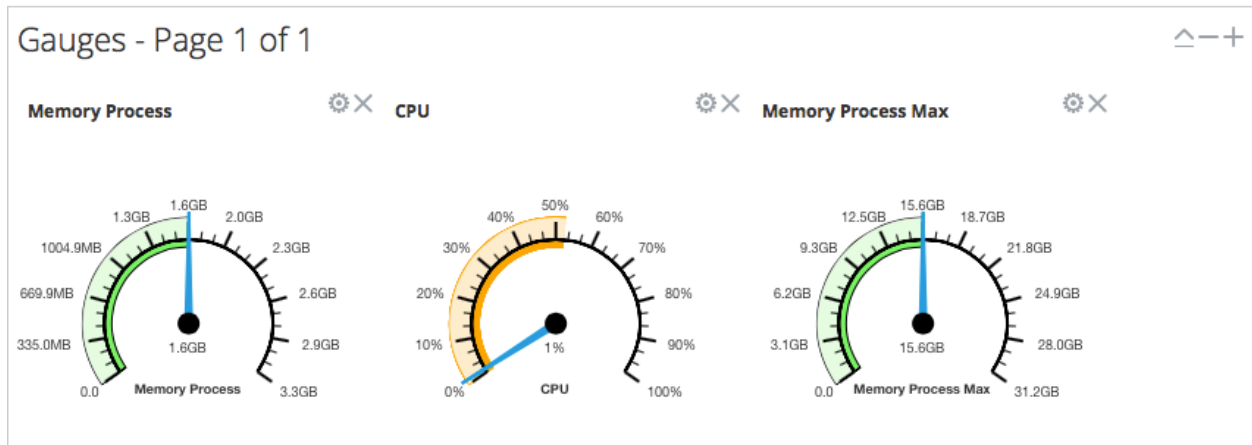 Gauges - Page 1 of 1
Memory Process
CPU
Memory Process Max
1.6GB
1.3GB
2.0GB
1004.9MB
2.3GB
669.9MB
2.6GB
335.0MB
1.6GB
2.9GB
0.0
Memory Process
3.3GB
50%
40%
60%
30%
70%
20%
80%
10%
1%
90%
0%
CPU
100%
15.6GB
12.5GB
18.7GB
9.3GB
21.8GB
6.2GB
24.9GB
3.1GB
15.6GB
28.0GB
0.0
Memory Process Max
31.2GB